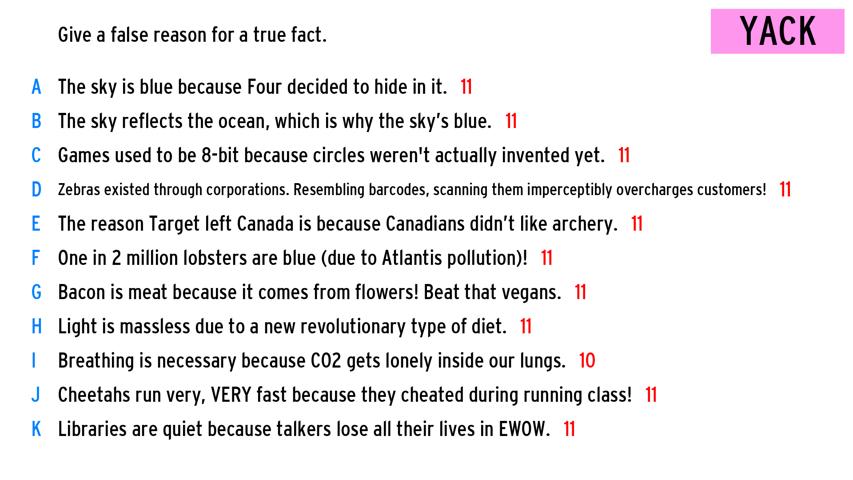 Give a false reason for a true fact.
YACK
A The sky is blue because Four decided to hide in it. 11
B The sky reflects the ocean, which is why the sky’s blue. 11
C Games used to be 8-bit because circles weren't actually invented yet. 11
D Zebras existed through corporations. Resembling barcodes, scanning them imperceptibly overcharges customers! 11
E The reason Target left Canada is because Canadians didn’t like archery. 11
F One in 2 million lobsters are blue (due to Atlantis pollution)! 11
G Bacon is meat because it comes from flowers! Beat that vegans. 11
H Light is massless due to a new revolutionary type of diet. 11
I Breathing is necessary because CO2 gets lonely inside our lungs. 10
J Cheetahs run very, VERY fast because they cheated during running class! 11
K Libraries are quiet because talkers lose all their lives in EWOW. 11